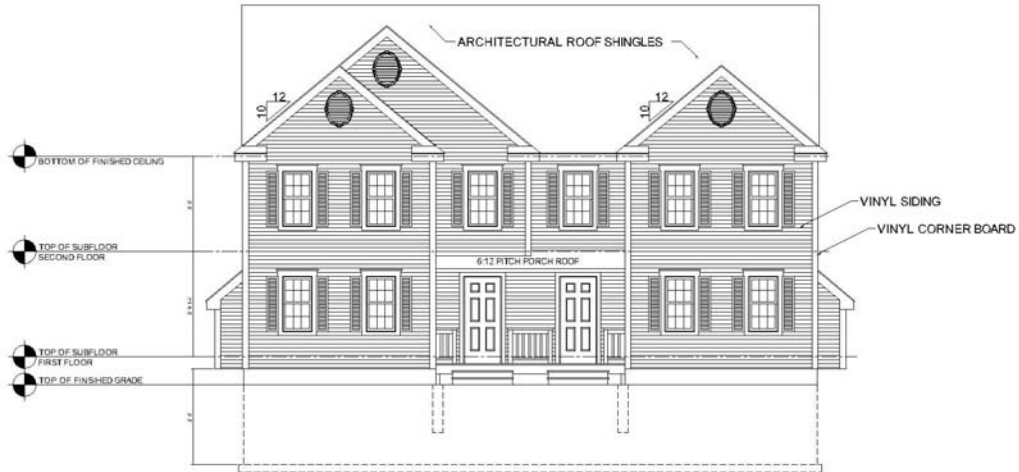 ARCHITECTURAL ROOF SHINGLES
12
10
12
10
BOTTOM OF FINISHED CEILING
VINYL SIDING
VINYL CORNER BOARD
TOP OF SUBFLOOR
SECOND FLOOR
6:12 PITCH PORCH ROOF
TOP OF SUBFLOOR
FIRST FLOOR
TOP OF FINISHED GRADE